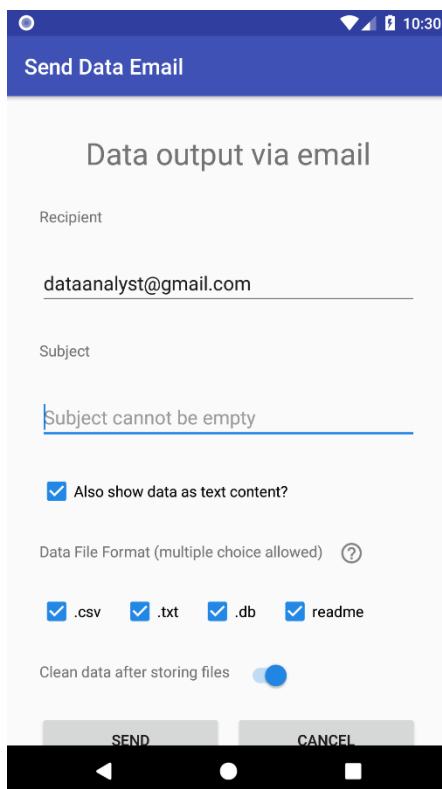 10:30
Send Data Email
Data output via email
Recipient
dataanalyst@gmail.com
Subject
Subject cannot be empty
Also show data as text content?
Data File Format (multiple choice allowed) ?
.csv .txt .db readme
Clean data after storing files
SEND CANCEL